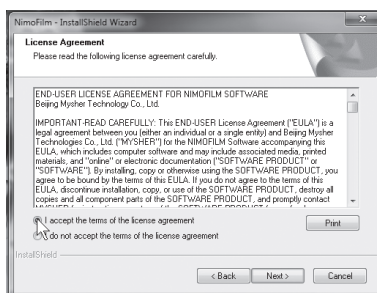 NimoFilm - InstallShield Wizard
License Agreement
Please read the following license agreement carefully.
END-USER LICENSE AGREEMENT FOR NIMOFILM SOFTWARE
Beijing Mysher Technology Co., Ltd.
IMPORTANT-READ CAREFULLY: This END-USER License Agreement ("EULA") is a
legal agreement between you (either an individual or a single entity) and Beijing Mysher
Technologies Co., Ltd. ("MYSHER") for the NIMOFILM Software accompanying this
EULA, which includes computer software and may include associated media, printed
materials, and "online" or electronic documentation ("SOFTWARE PRODUCT" or
"SOFTWARE"). By installing, copy or otherwise using the SOFTWARE PRODUCT, you
agree to be bound by the terms of this EULA. If you do not agree to the terms of this
EULA, discontinue installation, copy, or use of the SOFTWARE PRODUCT, destroy all
copies and all component parts of the SOFTWARE PRODUCT, and promptly contact
I accept the terms of the license agreement
Print
do not accept the terms of the license agreement
InstallShield
< Back
Next >
Cancel